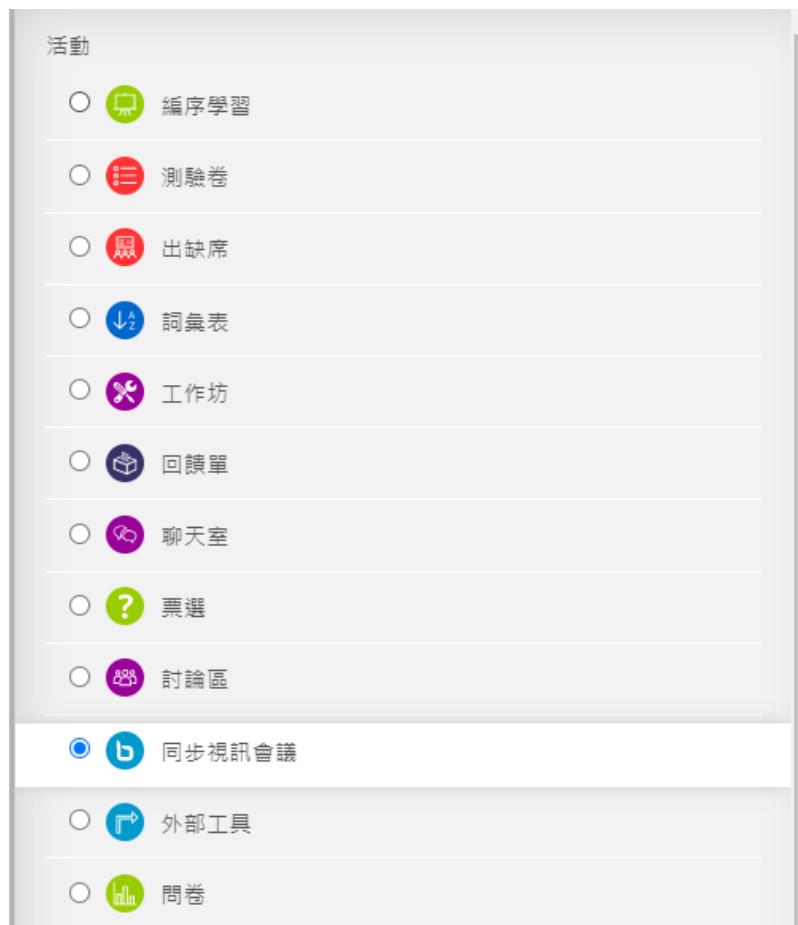 活動
編序學習
測驗卷
出缺席
詞彙表
工作坊
回饋單
聊天室
票選
討論區
同步視訊會議
外部工具
問卷